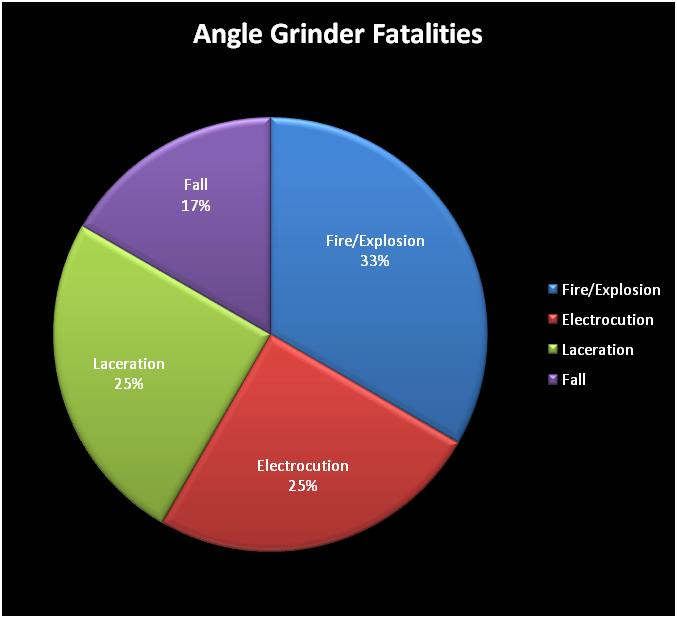 Angle Grinder Fatalities
Fall
17%
Fire/Explosion
33%
Laceration
25%
Electrocution
25%
Fire/Explosion
Electrocution
Laceration
Fall